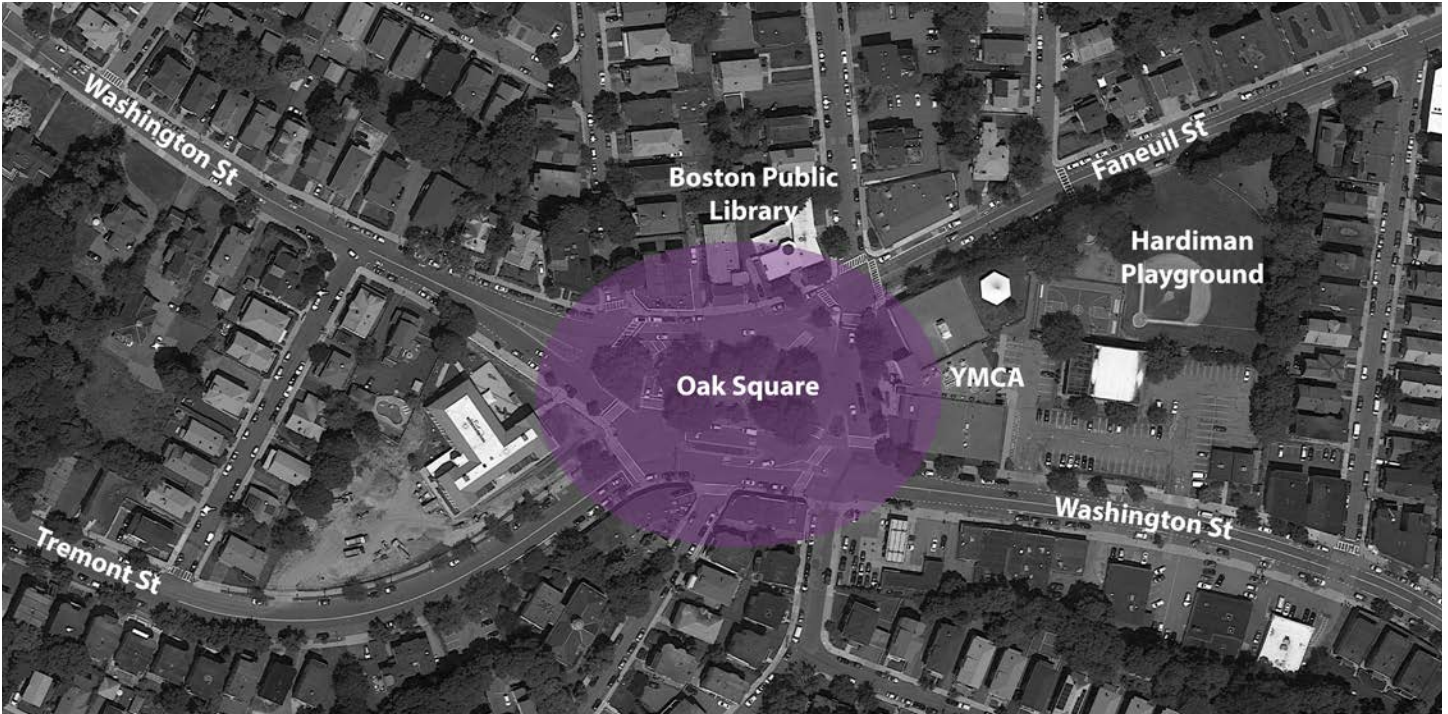 Washington St
Faneuil St
Boston Public
Library
Hardiman
Playground
Oak Square
YMCA
Washington St
Tremont St